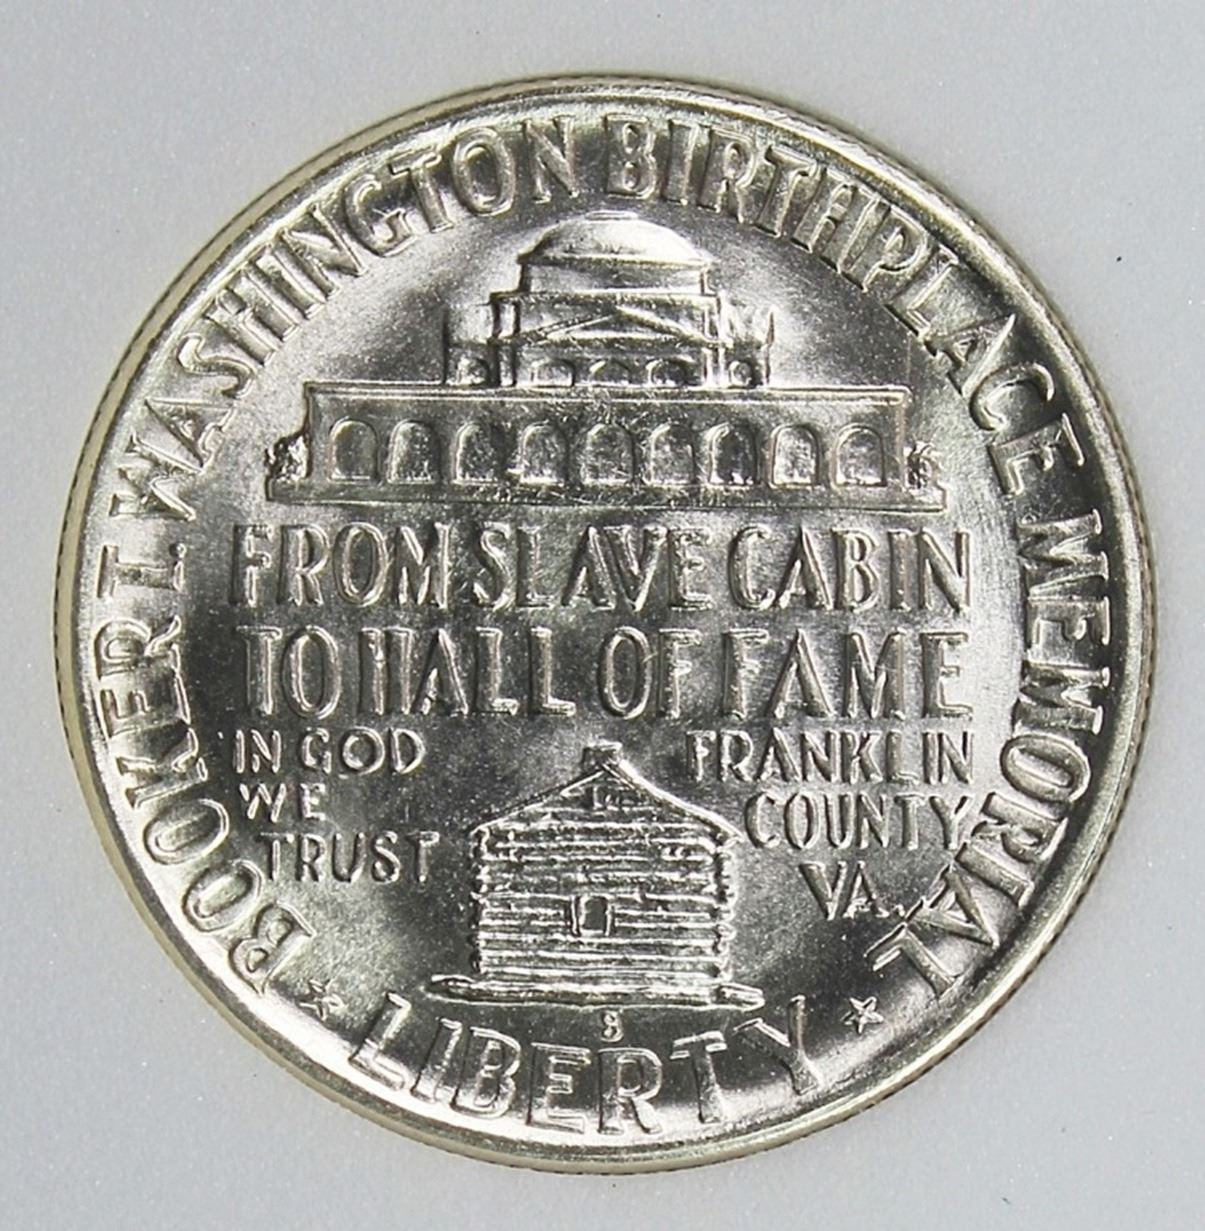 BOOKER T. WASHINGTON BIRTHPLACE MEMORIAL
FROM SLAVE CABIN
TO HALL OF FAME
IN GOD
WE
TRUST
FRANKLIN
COUNTY
VA.
S
LIBERTY